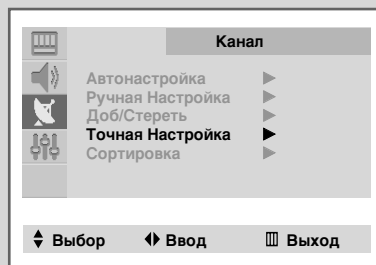 Канал
Автонастройка
Ручная Настройка
Доб/Стереть
Точная Настройка
Сортировка
Выбор Ввод Выход